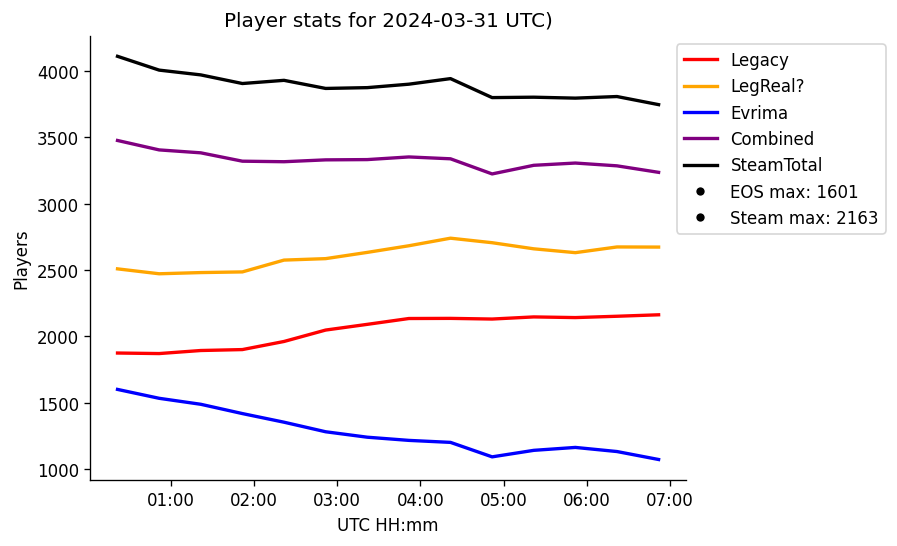 Player stats for 2024-03-31 UTC)
Players
4000
3500
3000
2500
2000
1500
1000
01:00 02:00 03:00 04:00 05:00 06:00 07:00
UTC HH:mm
Legacy
LegReal?
Evrima
Combined
SteamTotal
EOS max: 1601
Steam max: 2163